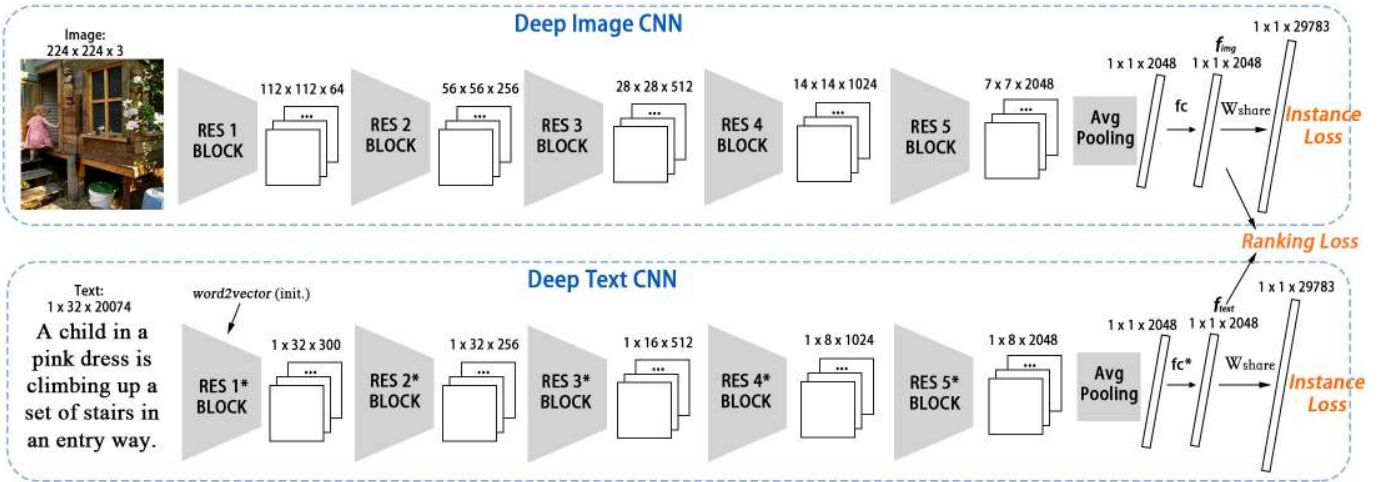 Deep Image CNN
Image:
224 x 224 x 3
RES 1
BLOCK
112 x 112 x 64
RES 2
BLOCK
56 x 56 x 256
RES 3
BLOCK
28 x 28 x 512
RES 4
BLOCK
14 x 14 x 1024
RES 5
BLOCK
7 x 7 x 2048
...
...
...
...
...
Avg
Pooling
1 x 1 x 2048
fc
fimg
1 x 1 x 2048
Wshare
1 x 1 x 29783
Instance
Loss
Ranking Loss
Deep Text CNN
Text:
1 x 32 x 20074
A child in a
pink dress is
climbing up a
set of stairs in
an entry way.
word2vector (init.)
RES 1*
BLOCK
1 x 32 x 300
RES 2*
BLOCK
1 x 32 x 256
RES 3*
BLOCK
1 x 16 x 512
RES 4*
BLOCK
1 x 8 x 1024
RES 5*
BLOCK
1 x 8 x 2048
...
...
...
...
...
Avg
Pooling
1 x 1 x 2048
fc*
ftext
1 x 1 x 2048
Wshare
1 x 1 x 29783
Instance
Loss